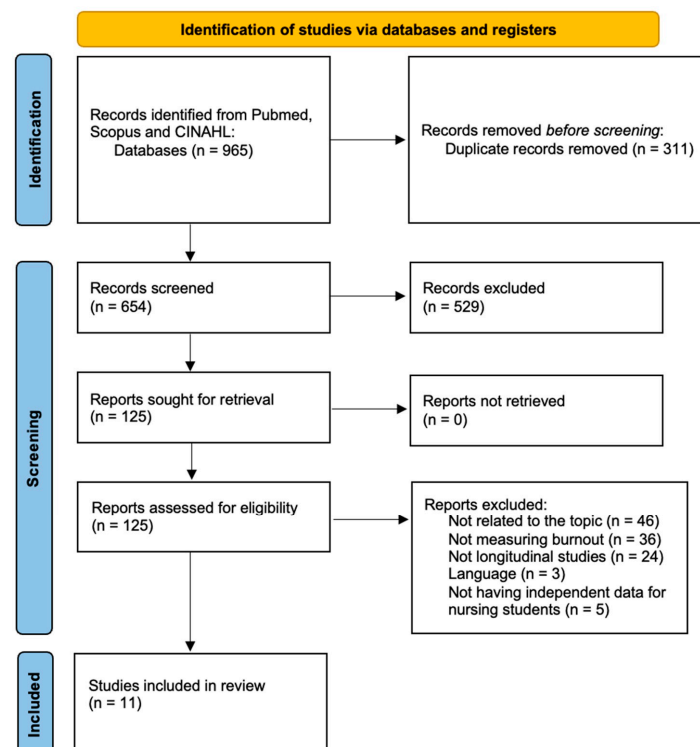 Identification of studies via databases and registers
Identification
Records identified from Pubmed,
Scopus and CINAHL:
Databases (n = 965)
Records removed before screening:
Duplicate records removed (n = 311)
Screening
Records screened
(n = 654)
Records excluded
(n = 529)
Reports sought for retrieval
(n = 125)
Reports not retrieved
(n = 0)
Reports assessed for eligibility
(n = 125)
Reports excluded:
Not related to the topic (n = 46)
Not measuring burnout (n = 36)
Not longitudinal studies (n = 24)
Language (n = 3)
Not having independent data for
nursing students (n = 5)
Included
Studies included in review
(n = 11)